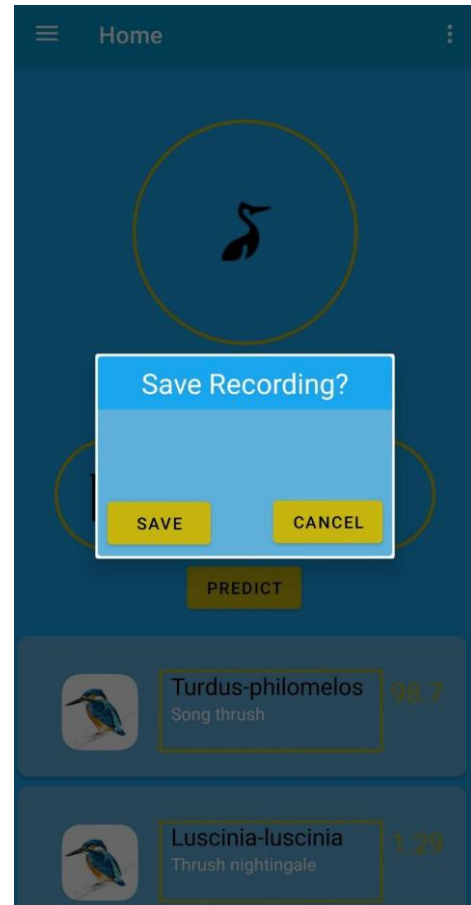 Home
Save Recording?
SAVE
CANCEL
PREDICT
Turdus-philomelos
98.7
Song thrush
Luscinia-luscinia
1.29
Thrush nightingale